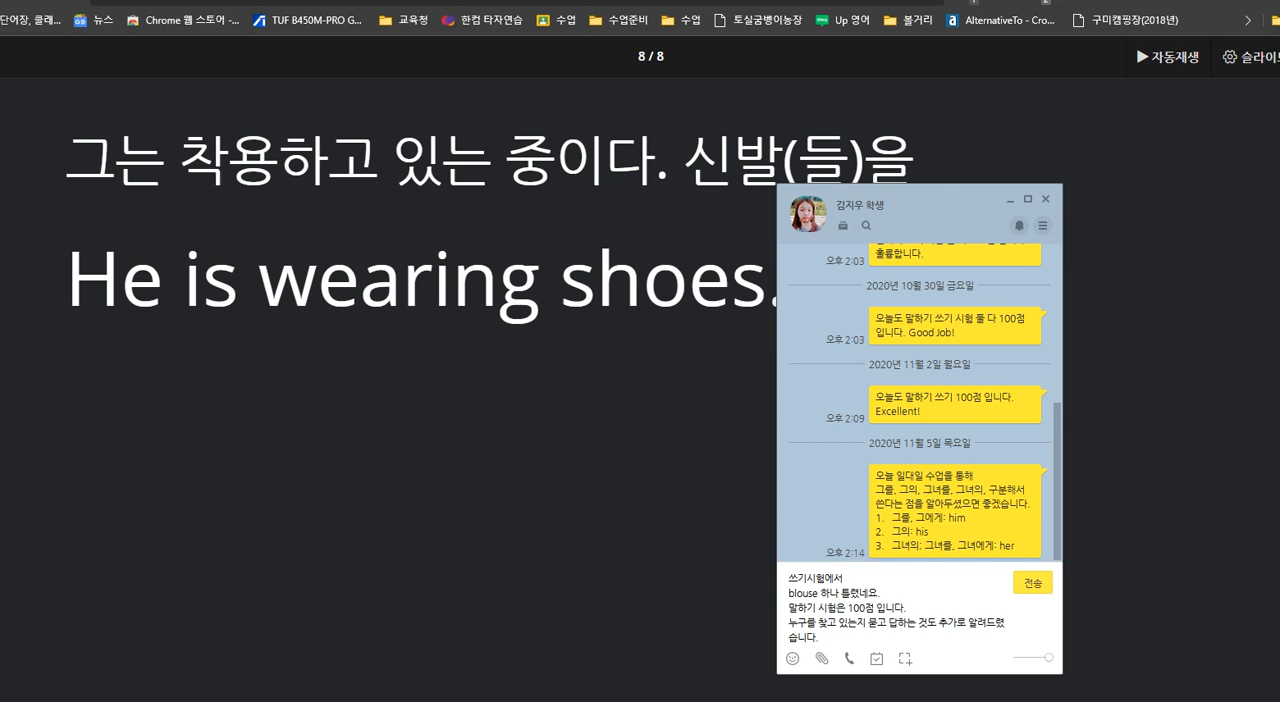 단어장, 클래... 뉴스 Chrome 웹 스토어 -... TUF B450M-PRO G... 교육청 한컴 타자연습 수업 수업준비 수업 토실궁뱅이농장 Up 영어 볼거리 AlternativeTo - Cro... 구미캠핑장(2018년)
8 / 8
자동재생
슬라이드
그는 착용하고 있는 중이다. 신발(들)을
He is wearing shoes.
김지우 학생
훌륭합니다.
오후 2:03
2020년 10월 30일 금요일
오늘도 말하기 쓰기 시험 둘 다 100점
입니다. Good Job!
오후 2:03
2020년 11월 2일 월요일
오늘도 말하기 쓰기 100점 입니다.
Excellent!
오후 2:09
2020년 11월 5일 목요일
오늘 일대일 수업을 통해
그를, 그의, 그녀를, 그녀의, 구분해서
쓴다는 점을 알아두셨으면 좋겠습니다.
1. 그를, 그에게: him
2. 그의: his
3. 그녀의: 그녀를, 그녀에게: her
오후 2:14
쓰기시험에서
blouse 하나 틀렸네요.
말하기 시험은 100점 입니다.
누구를 찾고 있는지 묻고 답하는 것도 추가로 알려드렸
습니다.
전송